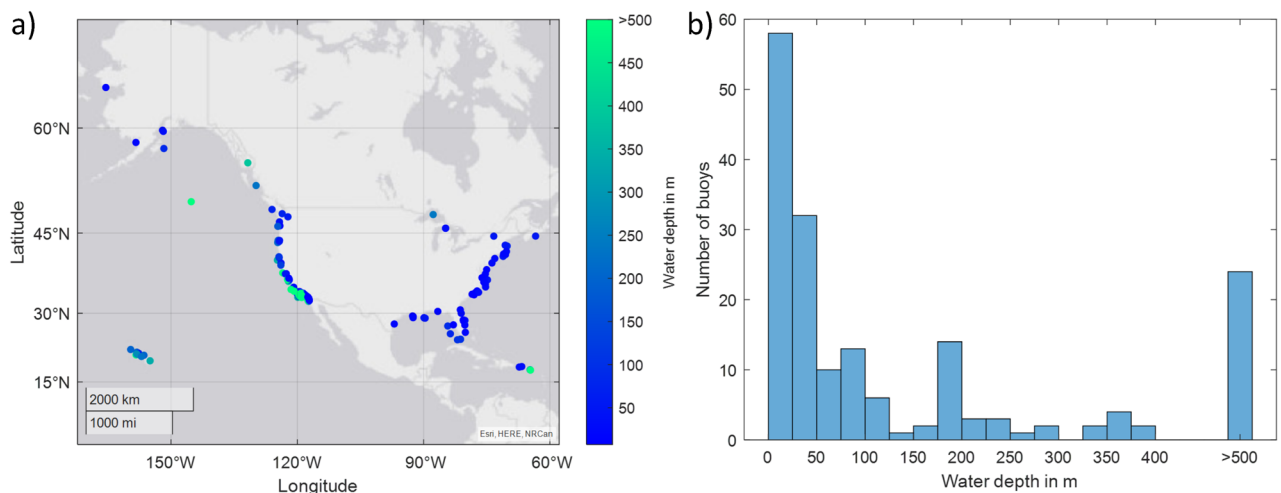 a)
60°N
45°N
30°N
15°N
Latitude
2000 km
1000 mi
Esri, HERE, NRCan
150°W
120°W
90°W
60°W
Longitude
>500
450
400
350
300
250
200
150
100
50
Water depth in m
b)
60
50
40
30
20
10
0
Number of buoys
0
50
100
150
200
250
300
350
400
>500
Water depth in m